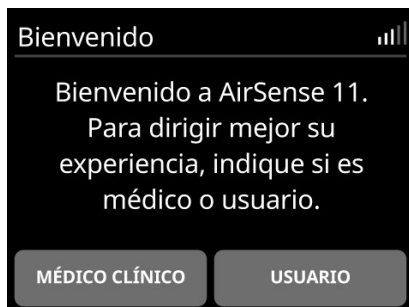 Bienvenido
Bienvenido a AirSense 11.
Para dirigir mejor su
experiencia, indique si es
médico o usuario.
MÉDICO CLÍNICO
USUARIO